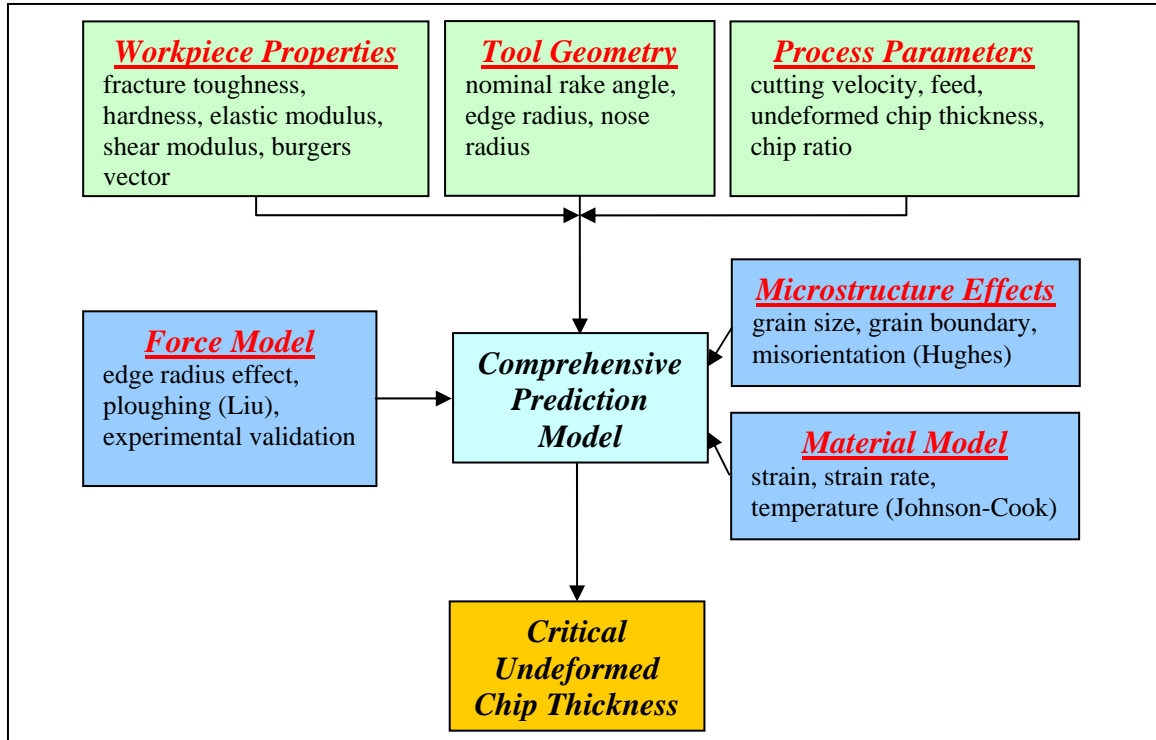 Workpiece Properties
fracture toughness,
hardness, elastic modulus,
shear modulus, burgers
vector
Tool Geometry
nominal rake angle,
edge radius, nose
radius
Process Parameters
cutting velocity, feed,
undeformed chip thickness,
chip ratio
Force Model
edge radius effect,
ploughing (Liu),
experimental validation
Comprehensive
Prediction
Model
Microstructure Effects
grain size, grain boundary,
misorientation (Hughes)
Material Model
strain, strain rate,
temperature (Johnson-Cook)
Critical
Undeformed
Chip Thickness